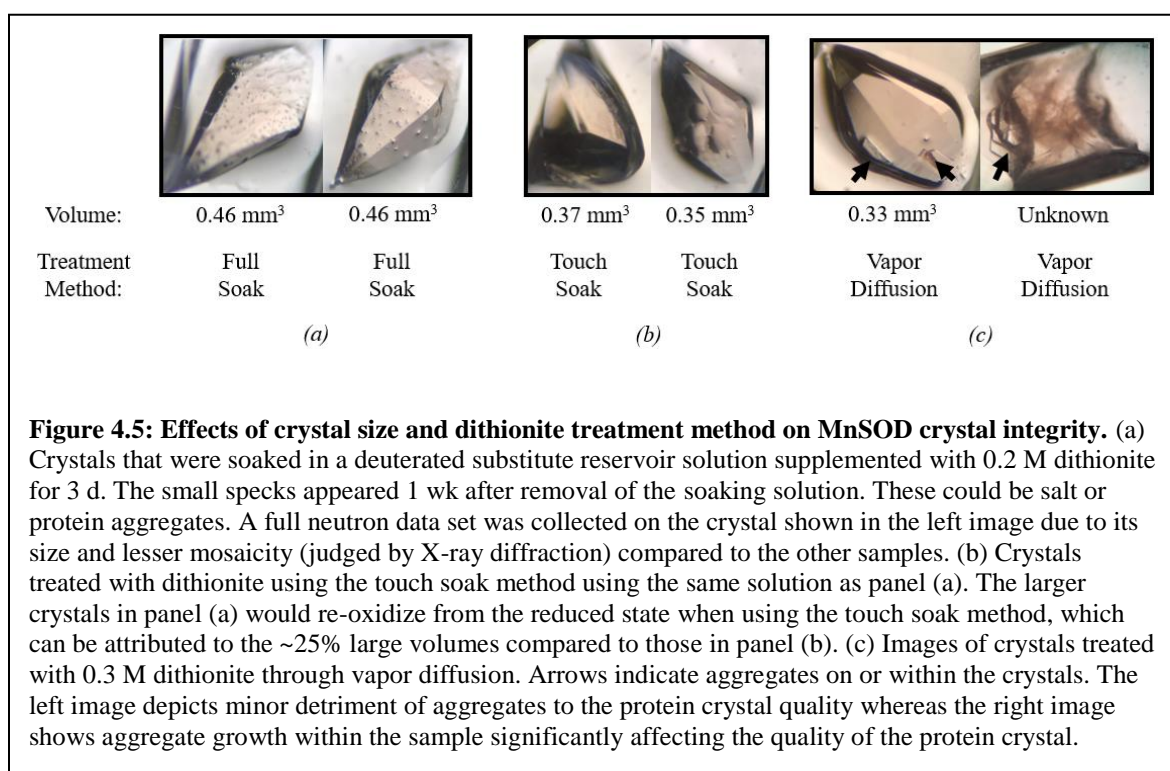 Volume: 0.46 mm³ 0.46 mm³ 0.37 mm³ 0.35 mm³ 0.33 mm³ Unknown
Treatment Full Full Touch Touch Vapor Vapor
Method: Soak Soak Soak Soak Diffusion Diffusion
(a) (b) (c)
Figure 4.5: Effects of crystal size and dithionite treatment method on MnSOD crystal integrity. (a)
Crystals that were soaked in a deuterated substitute reservoir solution supplemented with 0.2 M dithionite
for 3 d. The small specks appeared 1 wk after removal of the soaking solution. These could be salt or
protein aggregates. A full neutron data set was collected on the crystal shown in the left image due to its
size and lesser mosaicity (judged by X-ray diffraction) compared to the other samples. (b) Crystals
treated with dithionite using the touch soak method using the same solution as panel (a). The larger
crystals in panel (a) would re-oxidize from the reduced state when using the touch soak method, which
can be attributed to the ~25% large volumes compared to those in panel (b). (c) Images of crystals treated
with 0.3 M dithionite through vapor diffusion. Arrows indicate aggregates on or within the crystals. The
left image depicts minor detriment of aggregates to the protein crystal quality whereas the right image
shows aggregate growth within the sample significantly affecting the quality of the protein crystal.